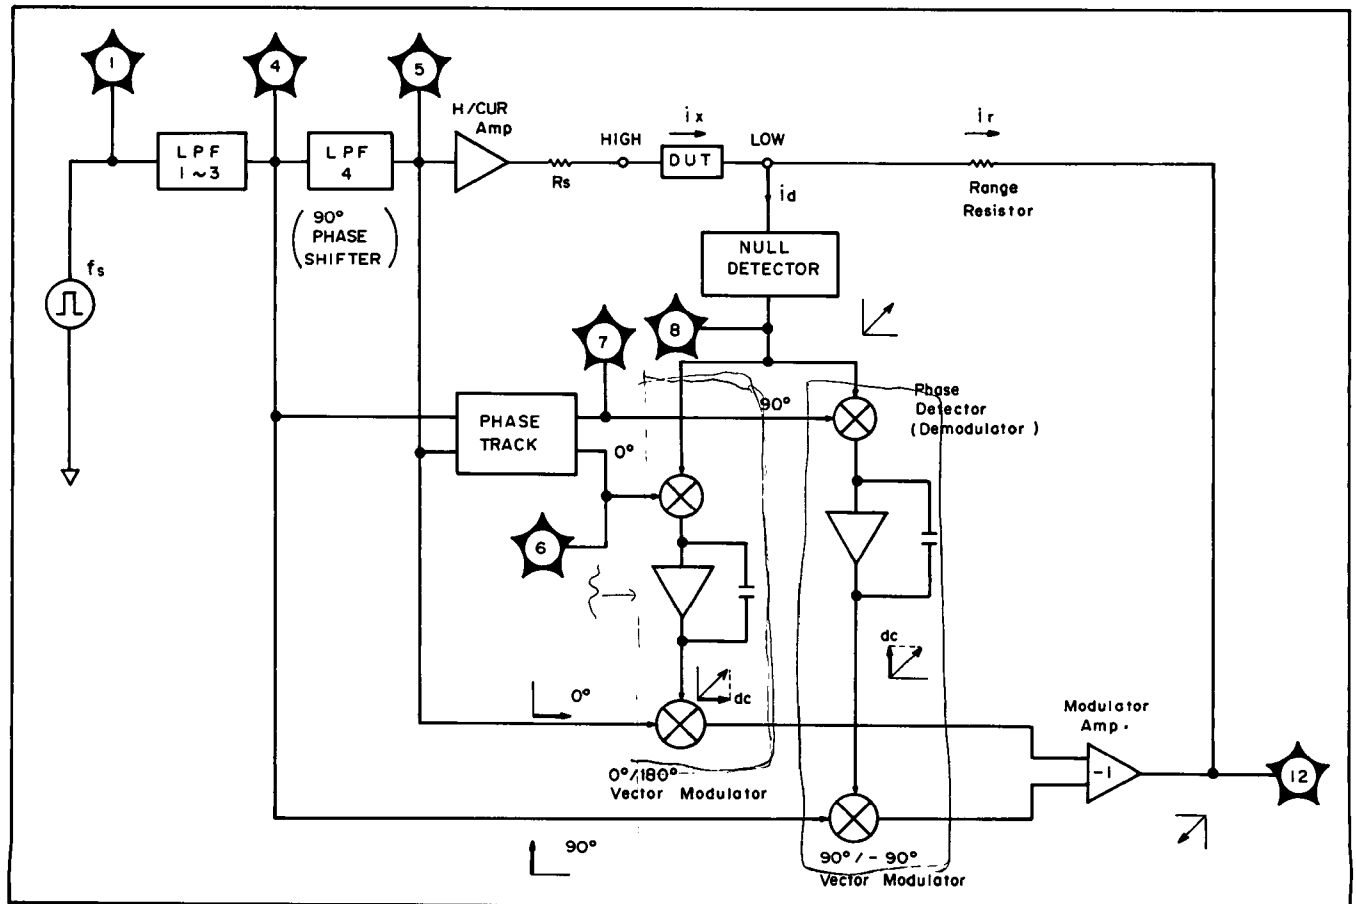 1
4
5
H/CUR
Amp
LPF
1~3
LPF
4
(90°
PHASE
SHIFTER)
Rs
HIGH
ix
DUT
LOW
id
ir
Range
Resistor
fs
NULL
DETECTOR
8
7
PHASE
TRACK
90°
0°
Phase
Detector
(Demodulator)
6
dc
dc
0°
0°/180°
Vector Modulator
Modulator
Amp.
-1
12
90°
90°/-90°
Vector Modulator